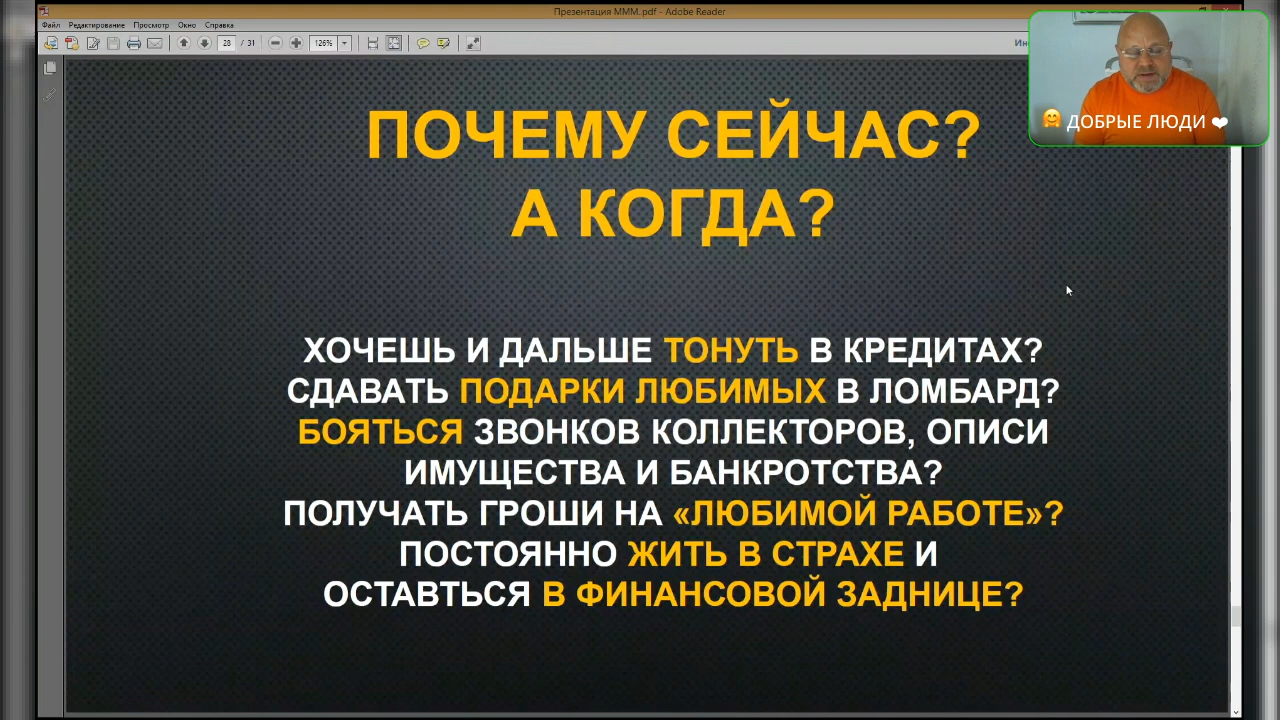 Презентация МММ.pdf - Adobe Reader
Файл Редактирование Просмотр Окно Справка
28 / 31 126%
🤗 ДОБРЫЕ ЛЮДИ ❤
ПОЧЕМУ СЕЙЧАС?
А КОГДА?
ХОЧЕШЬ И ДАЛЬШЕ ТОНУТЬ В КРЕДИТАХ?
СДАВАТЬ ПОДАРКИ ЛЮБИМЫХ В ЛОМБАРД?
БОЯТЬСЯ ЗВОНКОВ КОЛЛЕКТОРОВ, ОПИСИ
ИМУЩЕСТВА И БАНКРОТСТВА?
ПОЛУЧАТЬ ГРОШИ НА «ЛЮБИМОЙ РАБОТЕ»?
ПОСТОЯННО ЖИТЬ В СТРАХЕ И
ОСТАВТЬСЯ В ФИНАНСОВОЙ ЗАДНИЦЕ?